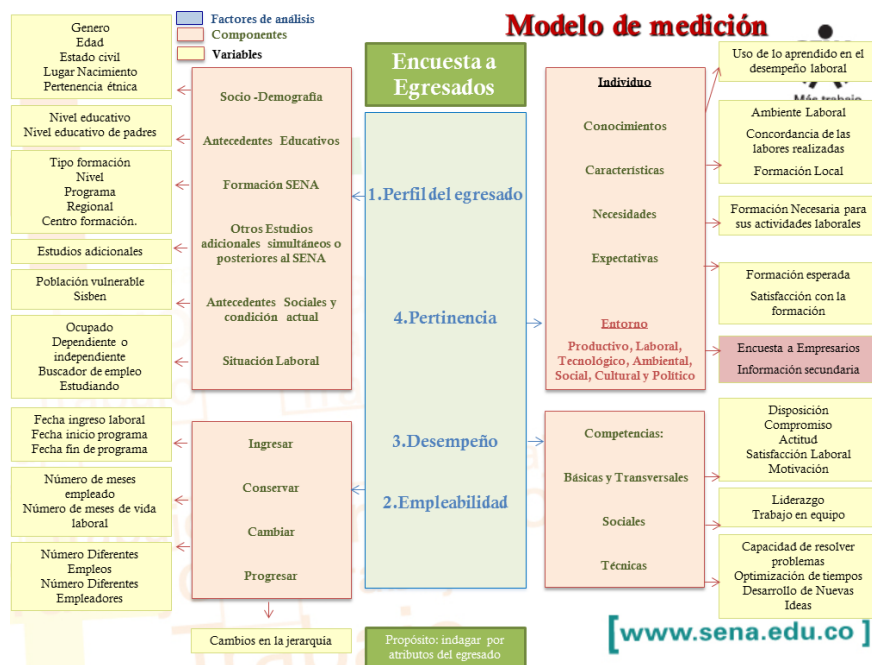 Modelo de medición
Factores de análisis
Componentes
Variables
Encuesta a
Egresados
1.Perfil del egresado
4.Pertinencia
3.Desempeño
2.Empleabilidad
Propósito: indagar por
atributos del egresado
Genero
Edad
Estado civil
Lugar Nacimiento
Pertenencia étnica
Nivel educativo
Nivel educativo de padres
Tipo formación
Nivel
Programa
Regional
Centro formación.
Estudios adicionales
Población vulnerable
Sisben
Ocupado
Dependiente o
independiente
Buscador de empleo
Estudiando
Socio -Demografía
Antecedentes Educativos
Formación SENA
Otros Estudios
adicionales simultáneos o
posteriores al SENA
Antecedentes Sociales y
condición actual
Situación Laboral
Fecha ingreso laboral
Fecha inicio programa
Fecha fin de programa
Número de meses
empleado
Número de meses de vida
laboral
Número Diferentes
Empleos
Número Diferentes
Empleadores
Ingresar
Conservar
Cambiar
Progresar
Cambios en la jerarquía
Individuo
Conocimientos
Características
Necesidades
Expectativas
Entorno
Productivo, Laboral,
Tecnológico, Ambiental,
Social, Cultural y Político
Uso de lo aprendido en el
desempeño laboral
Más trabajo
Ambiente Laboral
Concordancia de las
labores realizadas
Formación Local
Formación Necesaria para
sus actividades laborales
Formación esperada
Satisfacción con la
formación
Encuesta a Empresarios
Información secundaria
Competencias:
Básicas y Transversales
Sociales
Técnicas
Disposición
Compromiso
Actitud
Satisfacción Laboral
Motivación
Liderazgo
Trabajo en equipo
Capacidad de resolver
problemas
Optimización de tiempos
Desarrollo de Nuevas
Ideas
[www.sena.edu.co ]